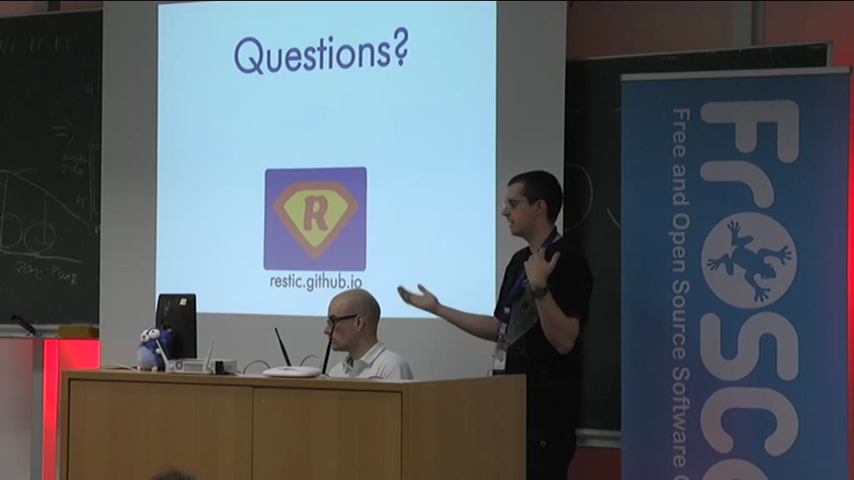 Questions?
R
restic.github.io
FrOSCo
Free and Open Source Software